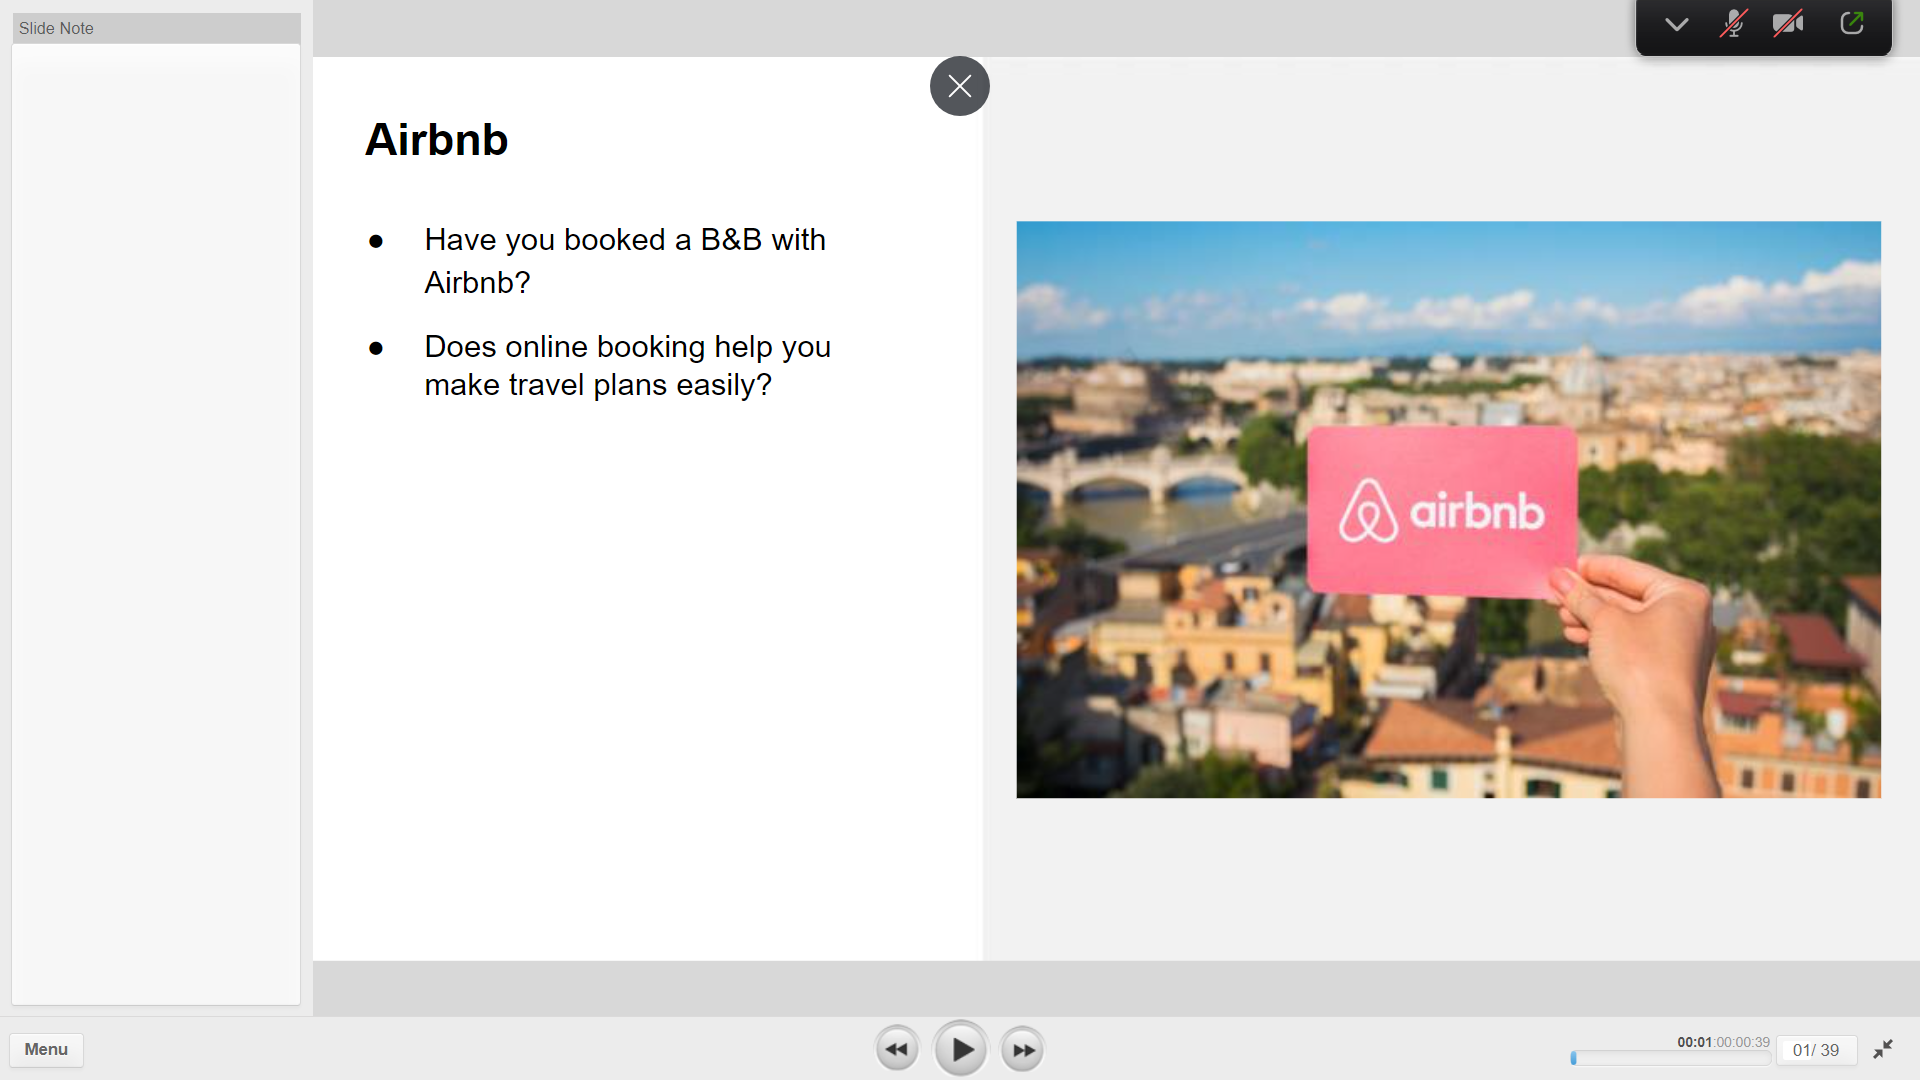 Slide Note
Airbnb
● Have you booked a B&B with
Airbnb?
● Does online booking help you
make travel plans easily?
airbnb
Menu
00:01:00:00:39
01/ 39